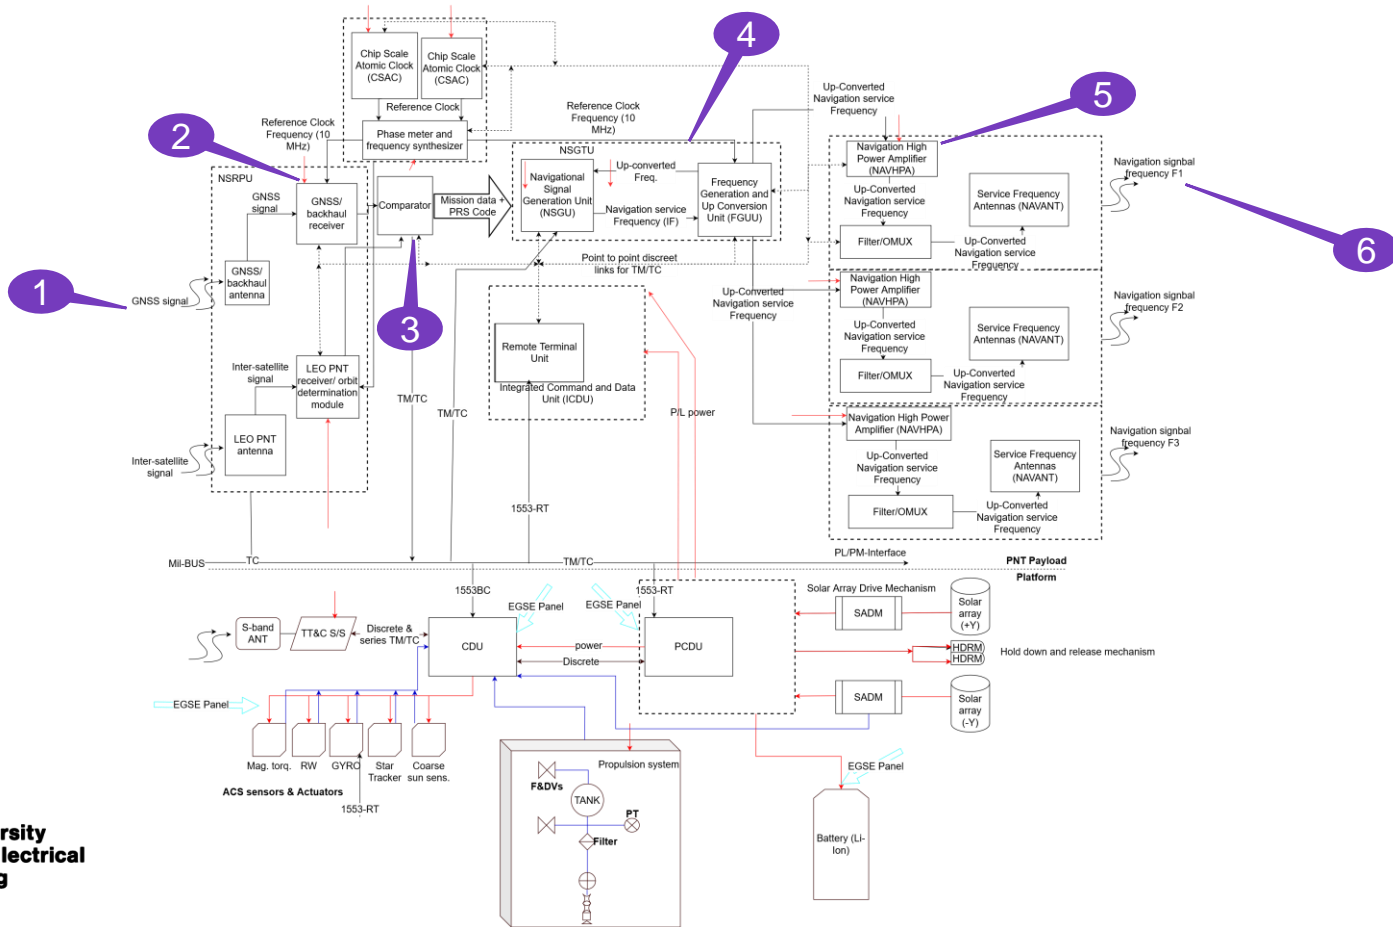 4
Chip Scale
Atomic Clock
(CSAC)
Chip Scale
Atomic Clock
(CSAC)
Reference Clock
Phase meter and
frequency synthesizer
Reference Clock
Frequency (10
MHz)
2
Reference Clock
Frequency (10
MHz)
Up-Converted
Navigation service
Frequency
5
NSRPU
GNSS
signal
GNSS/
backhaul
receiver
Comparator
Mission data +
PRS Code
NSGTU
Navigational
Signal
Generation Unit
(NSGU)
Up-converted
Freq.
Navigation service
Frequency (IF)
Frequency
Generation and
Up Conversion
Unit (FGUU)
Point to point discreet
links for TM/TC
Navigation High
Power Amplifier
(NAVHPA)
Up-Converted
Navigation service
Frequency
Filter/OMUX
Up-Converted
Navigation service
Frequency
Service Frequency
Antennas (NAVANT)
Navigation signbal
frequency F1
6
1
GNSS signal
GNSS/
backhaul
antenna
3
Up-Converted
Navigation service
Frequency
Navigation High
Power Amplifier
(NAVHPA)
Up-Converted
Navigation service
Frequency
Filter/OMUX
Up-Converted
Navigation service
Frequency
Service Frequency
Antennas (NAVANT)
Navigation signbal
frequency F2
Inter-satellite
signal
LEO PNT
receiver/ orbit
determination
module
LEO PNT
antenna
Inter-satellite
signal
TM/TC
TM/TC
Remote Terminal
Unit
Integrated Command and Data
Unit (ICDU)
P/L power
1553-RT
Navigation High Power
Amplifier (NAVHPA)
Up-Converted
Navigation service
Frequency
Filter/OMUX
Up-Converted
Navigation service
Frequency
Service Frequency
Antennas
(NAVANT)
Navigation signbal
frequency F3
Mil-BUS
TC
TM/TC
PL/PM-Interface
PNT Payload
Platform
1553BC
EGSE Panel
EGSE Panel
1553-RT
Solar Array Drive Mechanism
SADM
Solar
array
(+Y)
S-band
ANT
TT&C S/S
Discrete &
series TM/TC
CDU
power
Discrete
PCDU
HDRM
HDRM
Hold down and release mechanism
SADM
Solar
array
(-Y)
EGSE Panel
Mag. torq.
RW
GYRO
Star
Tracker
Coarse
sun sens.
ACS sensors & Actuators
1553-RT
Propulsion system
F&DVs
TANK
PT
Filter
EGSE Panel
Battery (Li-
Ion)
rsity
lectrical
g